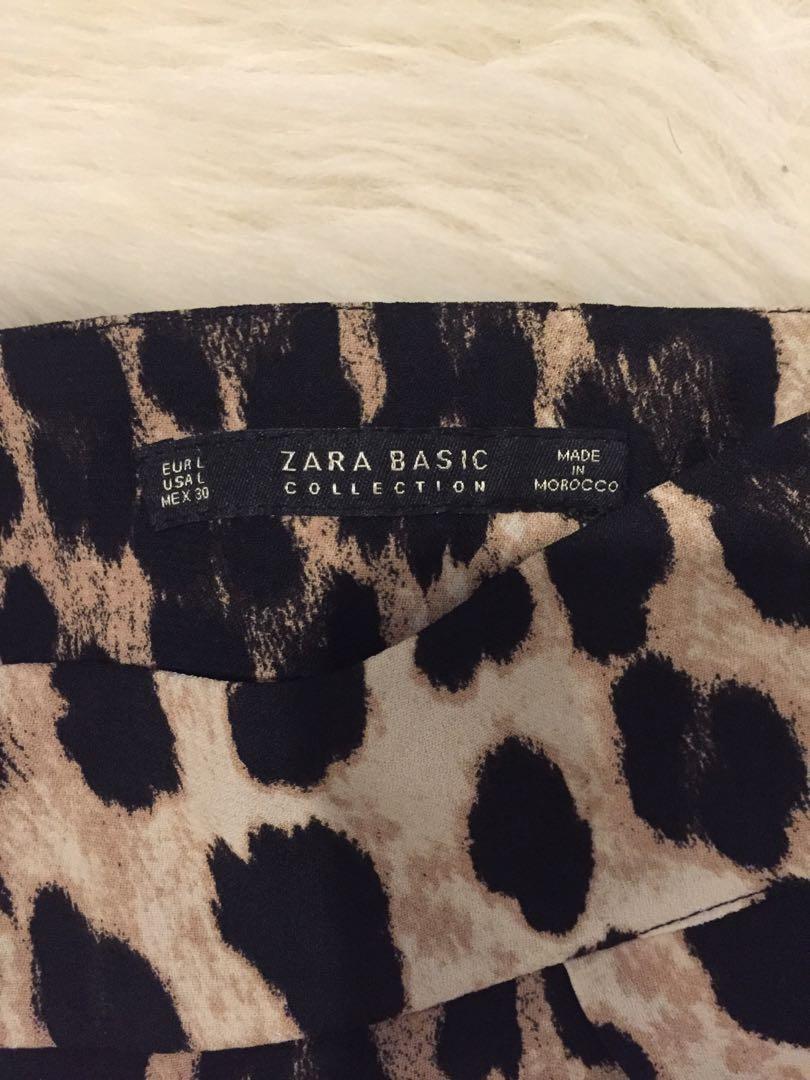 EUR L
USA L
MEX 30
ZARA BASIC
COLLECTION
MADE
IN
MOROCCO